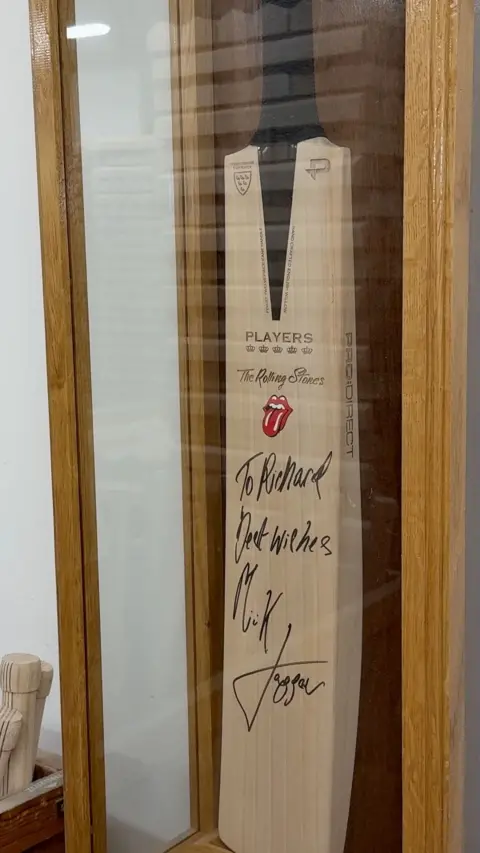 PLAYERS
The Rolling Stones
PRO:DIRECT
To Richard
Best Wishes
Mick
Jagger